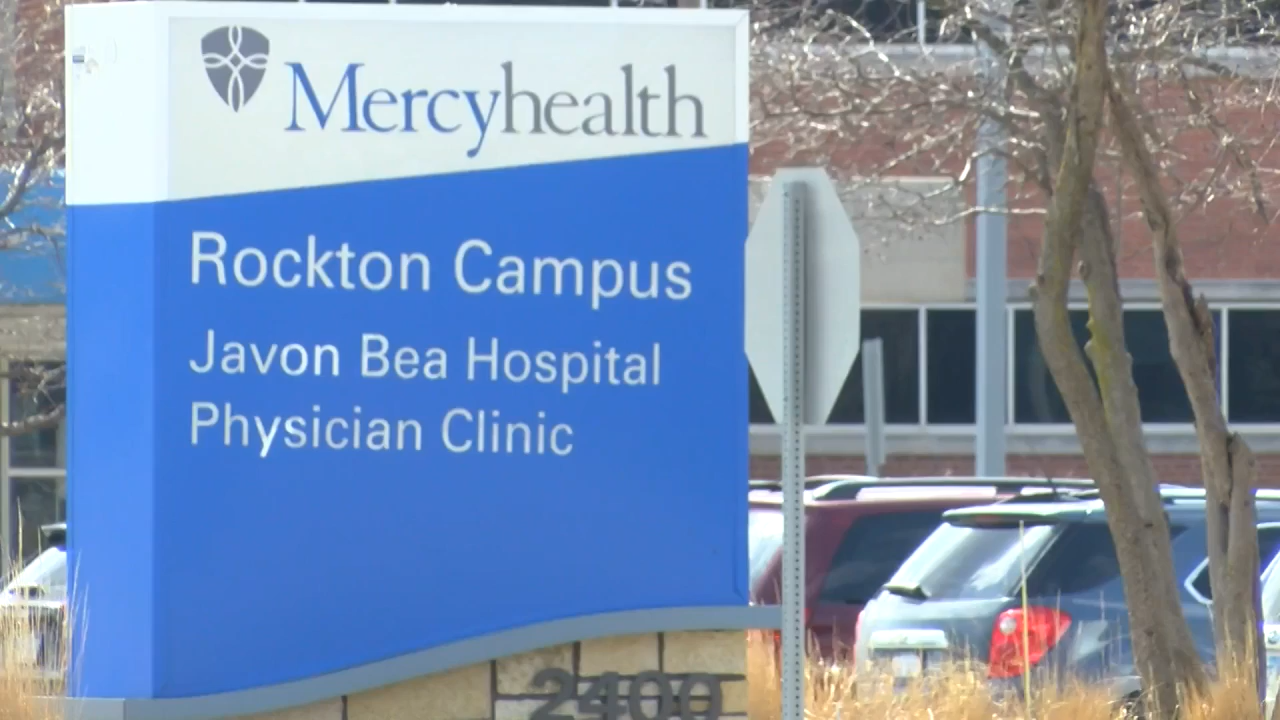 Mercyhealth
Rockton Campus
Javon Bea Hospital
Physician Clinic
2400